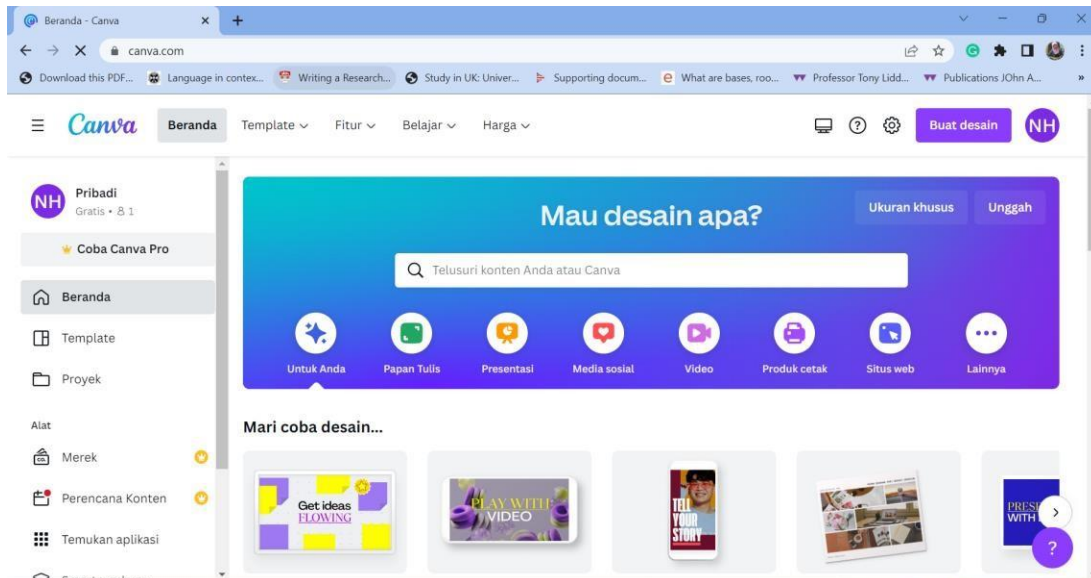 Beranda - Canva
canva.com
Download this PDF... Language in contex... Writing a Research... Study in UK: Univer... Supporting docum... What are bases, roo... Professor Tony Lidd... Publications JOhn A...
Canva Beranda Template Fitur Belajar Harga Buat desain NH
NH Pribadi
Gratis • 1
Coba Canva Pro
Beranda
Template
Proyek
Alat
Merek
Perencana Konten
Temukan aplikasi
Mau desain apa?
Ukuran khusus Unggah
Telusuri konten Anda atau Canva
Untuk Anda Papan Tulis Presentasi Media sosial Video Produk cetak Situs web Lainnya
Mari coba desain...
Get ideas
FLOWING
PLAY WITH
VIDEO
TELL
YOUR
STORY
WITH
?